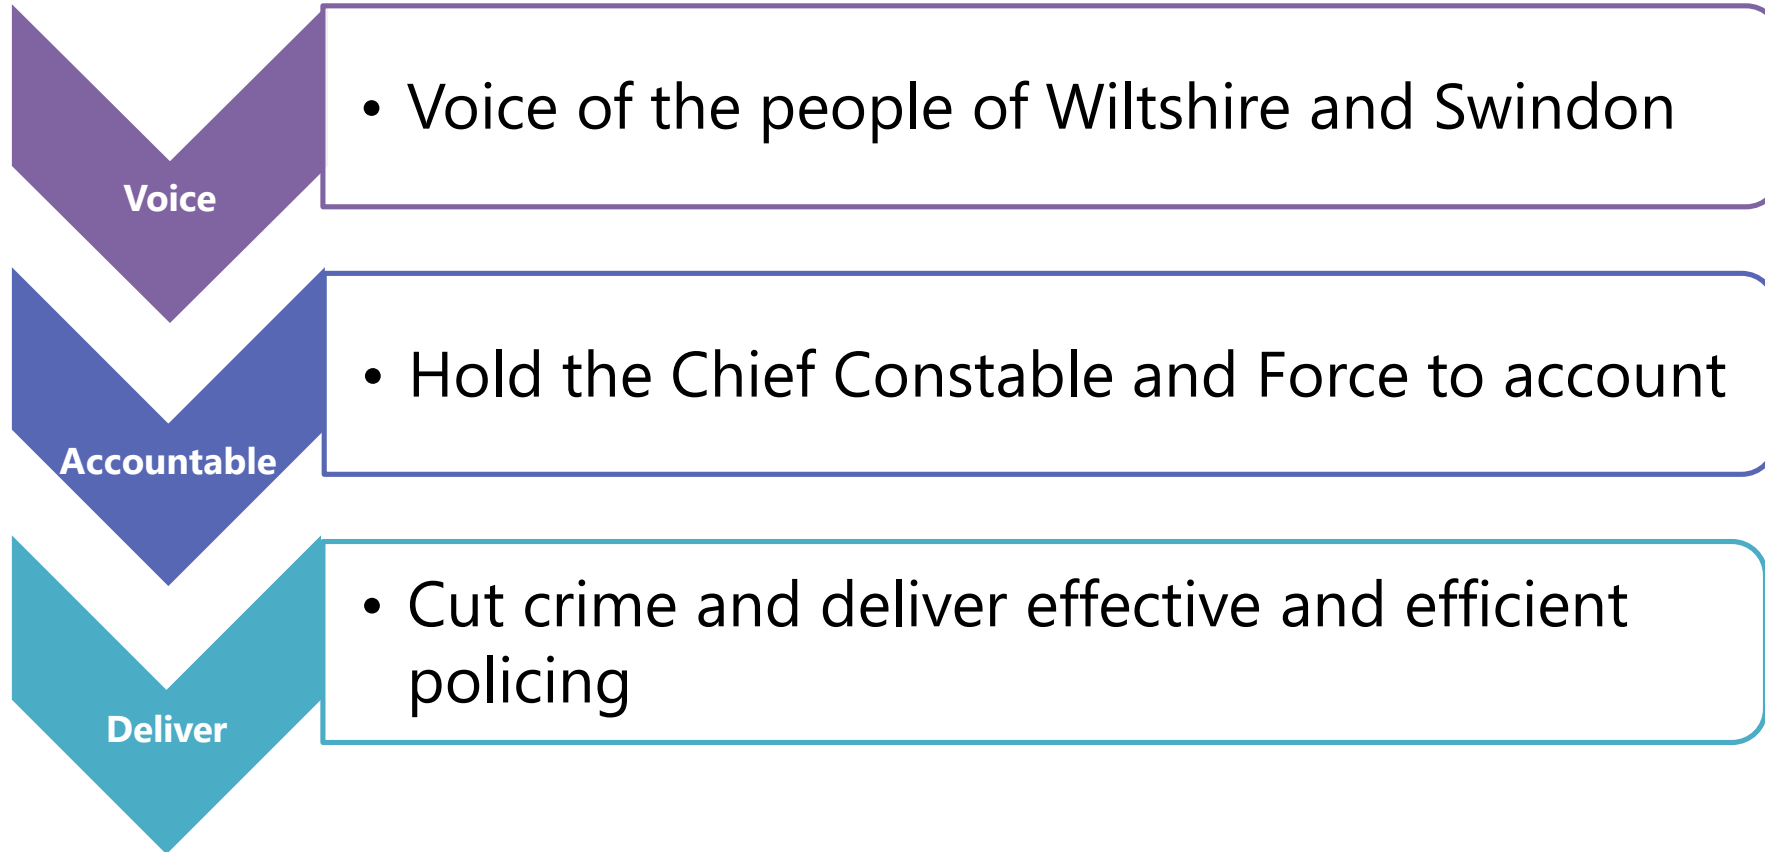 Voice
• Voice of the people of Wiltshire and Swindon
Accountable
• Hold the Chief Constable and Force to account
Deliver
• Cut crime and deliver effective and efficient
policing